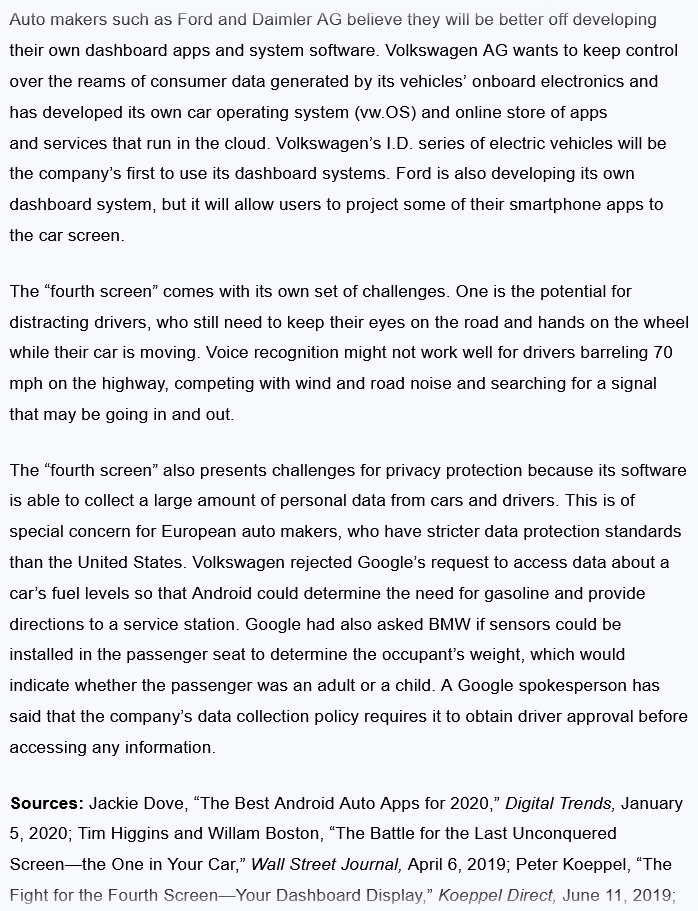 Auto makers such as Ford and Daimler AG believe they will be better off developing
their own dashboard apps and system software. Volkswagen AG wants to keep control
over the reams of consumer data generated by its vehicles’ onboard electronics and
has developed its own car operating system (vw.OS) and online store of apps
and services that run in the cloud. Volkswagen’s I.D. series of electric vehicles will be
the company’s first to use its dashboard systems. Ford is also developing its own
dashboard system, but it will allow users to project some of their smartphone apps to
the car screen.
The “fourth screen” comes with its own set of challenges. One is the potential for
distracting drivers, who still need to keep their eyes on the road and hands on the wheel
while their car is moving. Voice recognition might not work well for drivers barreling 70
mph on the highway, competing with wind and road noise and searching for a signal
that may be going in and out.
The “fourth screen” also presents challenges for privacy protection because its software
is able to collect a large amount of personal data from cars and drivers. This is of
special concern for European auto makers, who have stricter data protection standards
than the United States. Volkswagen rejected Google’s request to access data about a
car’s fuel levels so that Android could determine the need for gasoline and provide
directions to a service station. Google had also asked BMW if sensors could be
installed in the passenger seat to determine the occupant’s weight, which would
indicate whether the passenger was an adult or a child. A Google spokesperson has
said that the company’s data collection policy requires it to obtain driver approval before
accessing any information.
Sources: Jackie Dove, “The Best Android Auto Apps for 2020,” Digital Trends, January
5, 2020; Tim Higgins and Willam Boston, “The Battle for the Last Unconquered
Screen—the One in Your Car,” Wall Street Journal, April 6, 2019; Peter Koeppel, “The
Fight for the Fourth Screen—Your Dashboard Display,” Koeppel Direct, June 11, 2019;